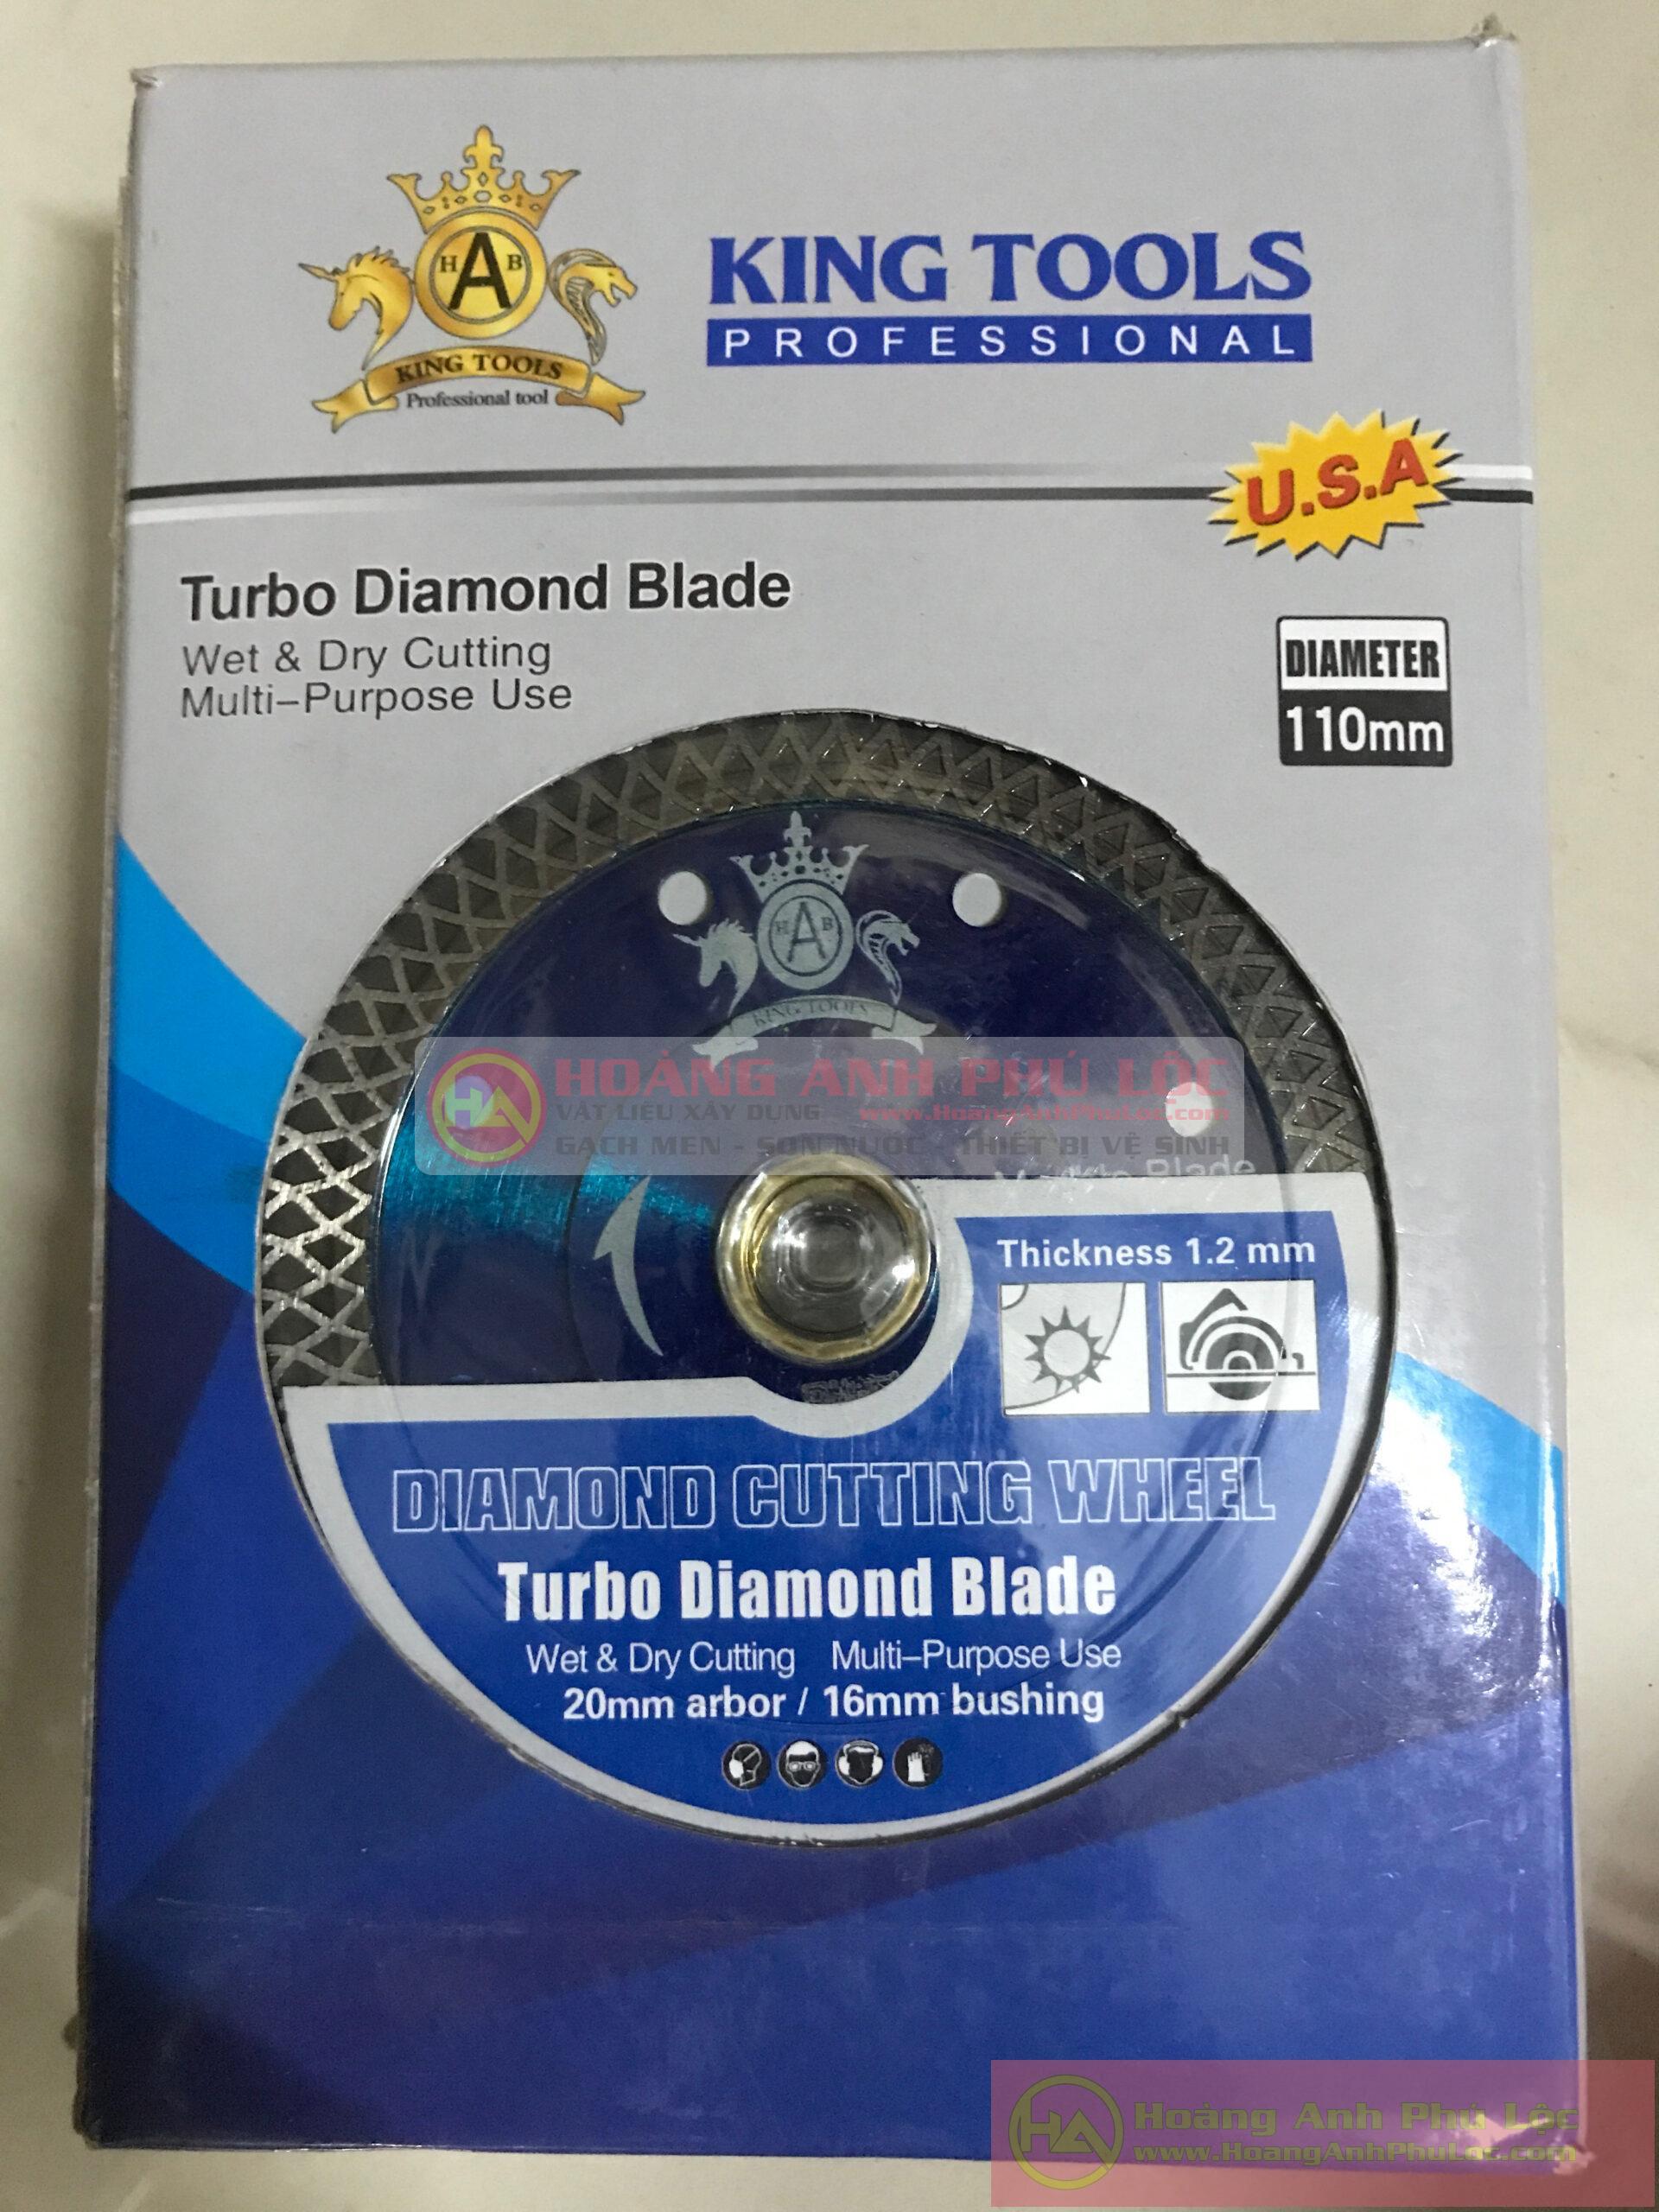 H A B
KING TOOLS
Professional tool
KING TOOLS
PROFESSIONAL
U.S.A
Turbo Diamond Blade
Wet & Dry Cutting
Multi-Purpose Use
DIAMETER
110mm
H A B
KING TOOLS
HOÀNG ANH PHÚ LỘC
VẬT LIỆU XÂY DỰNG www.HoangAnhPhuLoc.com
GẠCH MEN - SƠN NƯỚC - THIẾT BỊ VỆ SINH
Blade
Thickness 1.2 mm
DIAMOND CUTTING WHEEL
Turbo Diamond Blade
Wet & Dry Cutting Multi-Purpose Use
20mm arbor / 16mm bushing
HA
Hoàng Anh Phú Lộc
www.HoangAnhPhuLoc.com